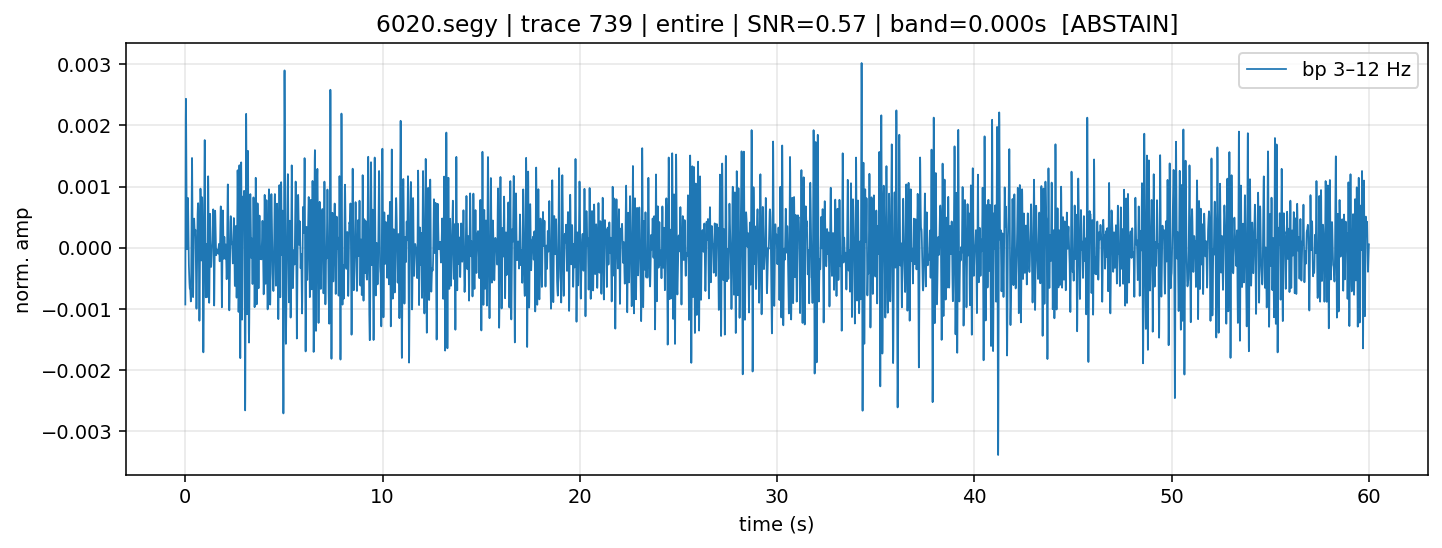 6020.segy | trace 739 | entire | SNR=0.57 | band=0.000s  [ABSTAIN]
bp 3–12 Hz
norm. amp
0.003
0.002
0.001
0.000
−0.001
−0.002
−0.003
0 10 20 30 40 50 60
time (s)